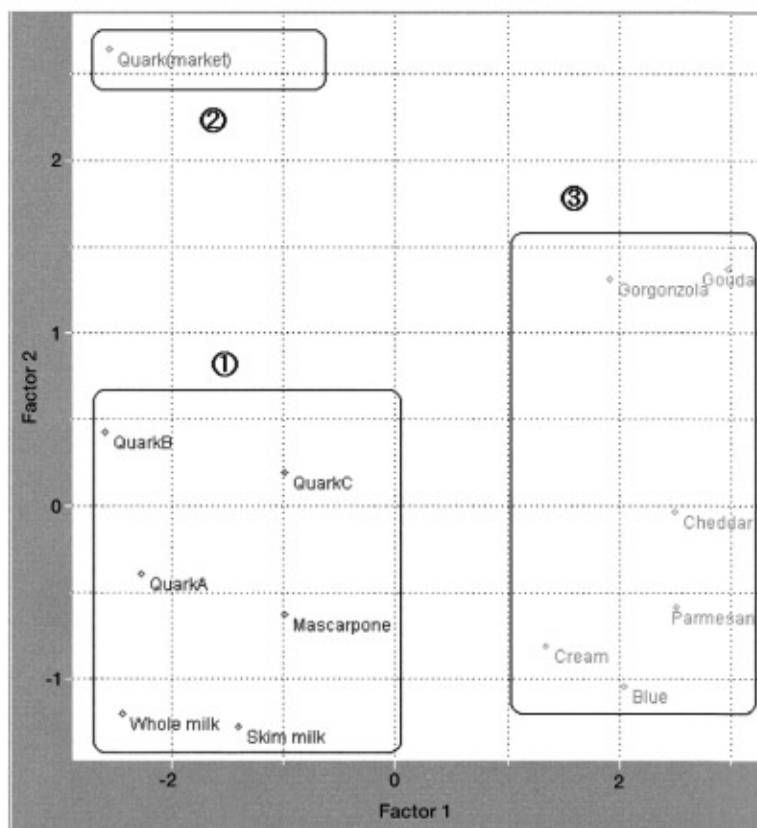 Quark(market)
②
2
③
Gouda
Gorgonzola
1
①
QuarkB
QuarkC
0
Cheddar
QuarkA
Parmesan
Mascarpone
Cream
-1
Blue
Whole milk
Skim milk
-2
0
2
Factor 1
Factor 2